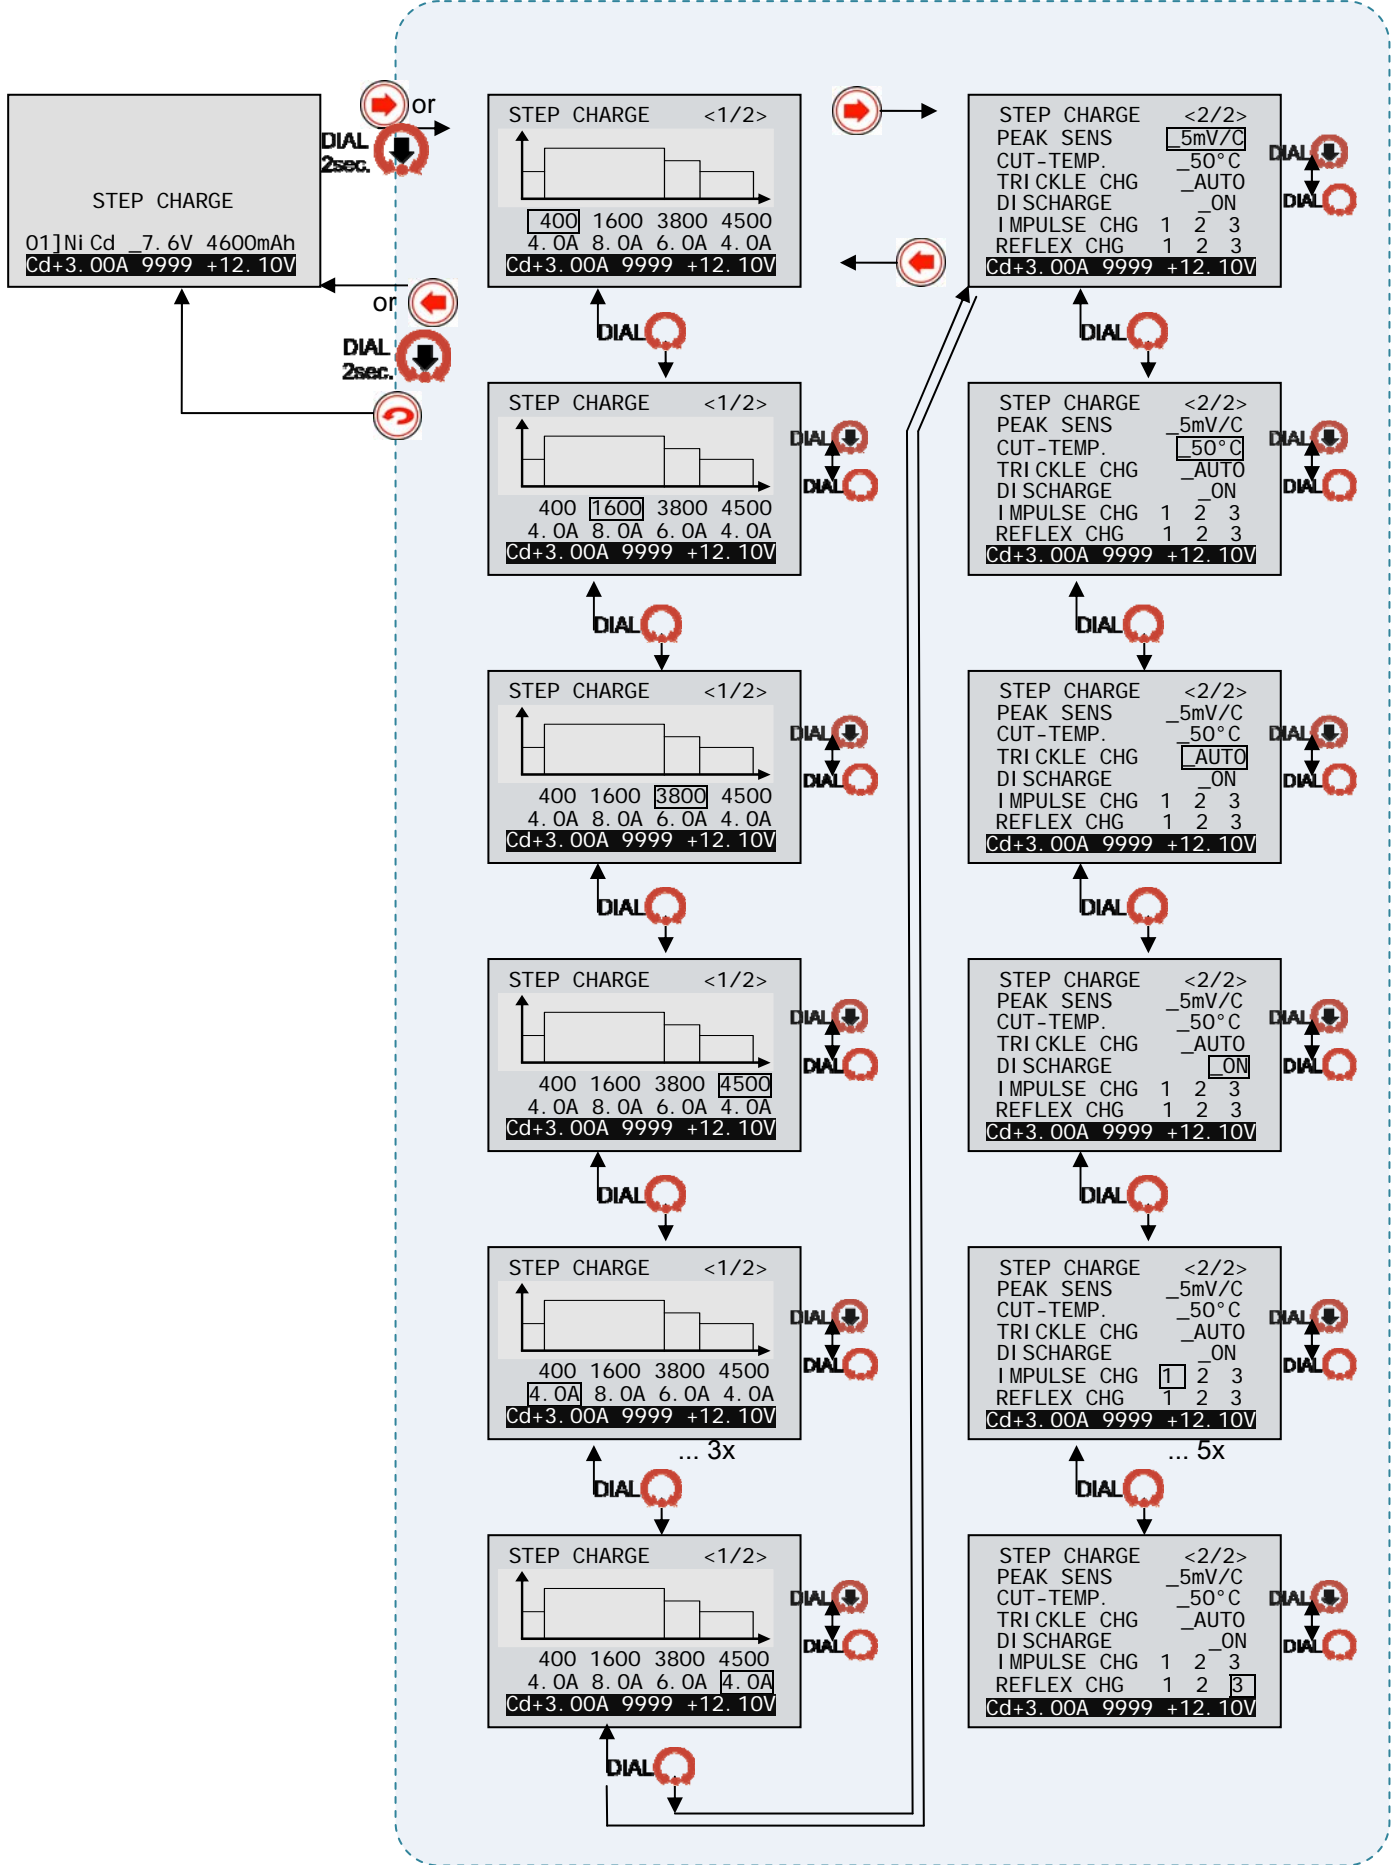 STEP CHARGE
01]NiCd _7.6V 4600mAh
Cd+3.00A 9999 +12.10V
or
DIAL
2sec.
or
DIAL
2sec.
STEP CHARGE <1/2>
400 1600 3800 4500
4.0A 8.0A 6.0A 4.0A
Cd+3.00A 9999 +12.10V
DIAL
STEP CHARGE <1/2>
400 1600 3800 4500
4.0A 8.0A 6.0A 4.0A
Cd+3.00A 9999 +12.10V
DIAL
DIAL
DIAL
STEP CHARGE <1/2>
400 1600 3800 4500
4.0A 8.0A 6.0A 4.0A
Cd+3.00A 9999 +12.10V
DIAL
DIAL
DIAL
STEP CHARGE <1/2>
400 1600 3800 4500
4.0A 8.0A 6.0A 4.0A
Cd+3.00A 9999 +12.10V
DIAL
DIAL
DIAL
STEP CHARGE <1/2>
400 1600 3800 4500
4.0A 8.0A 6.0A 4.0A
Cd+3.00A 9999 +12.10V
DIAL
DIAL
... 3x
DIAL
STEP CHARGE <1/2>
400 1600 3800 4500
4.0A 8.0A 6.0A 4.0A
Cd+3.00A 9999 +12.10V
DIAL
DIAL
DIAL
STEP CHARGE <2/2>
PEAK SENS _5mV/C
CUT-TEMP. _50°C
TRICKLE CHG _AUTO
DISCHARGE _ON
IMPULSE CHG 1 2 3
REFLEX CHG 1 2 3
Cd+3.00A 9999 +12.10V
DIAL
DIAL
DIAL
STEP CHARGE <2/2>
PEAK SENS _5mV/C
CUT-TEMP. _50°C
TRICKLE CHG _AUTO
DISCHARGE _ON
IMPULSE CHG 1 2 3
REFLEX CHG 1 2 3
Cd+3.00A 9999 +12.10V
DIAL
DIAL
DIAL
STEP CHARGE <2/2>
PEAK SENS _5mV/C
CUT-TEMP. _50°C
TRICKLE CHG _AUTO
DISCHARGE _ON
IMPULSE CHG 1 2 3
REFLEX CHG 1 2 3
Cd+3.00A 9999 +12.10V
DIAL
DIAL
DIAL
STEP CHARGE <2/2>
PEAK SENS _5mV/C
CUT-TEMP. _50°C
TRICKLE CHG _AUTO
DISCHARGE _ON
IMPULSE CHG 1 2 3
REFLEX CHG 1 2 3
Cd+3.00A 9999 +12.10V
DIAL
DIAL
DIAL
STEP CHARGE <2/2>
PEAK SENS _5mV/C
CUT-TEMP. _50°C
TRICKLE CHG _AUTO
DISCHARGE _ON
IMPULSE CHG 1 2 3
REFLEX CHG 1 2 3
Cd+3.00A 9999 +12.10V
DIAL
DIAL
... 5x
DIAL
STEP CHARGE <2/2>
PEAK SENS _5mV/C
CUT-TEMP. _50°C
TRICKLE CHG _AUTO
DISCHARGE _ON
IMPULSE CHG 1 2 3
REFLEX CHG 1 2 3
Cd+3.00A 9999 +12.10V
DIAL
DIAL